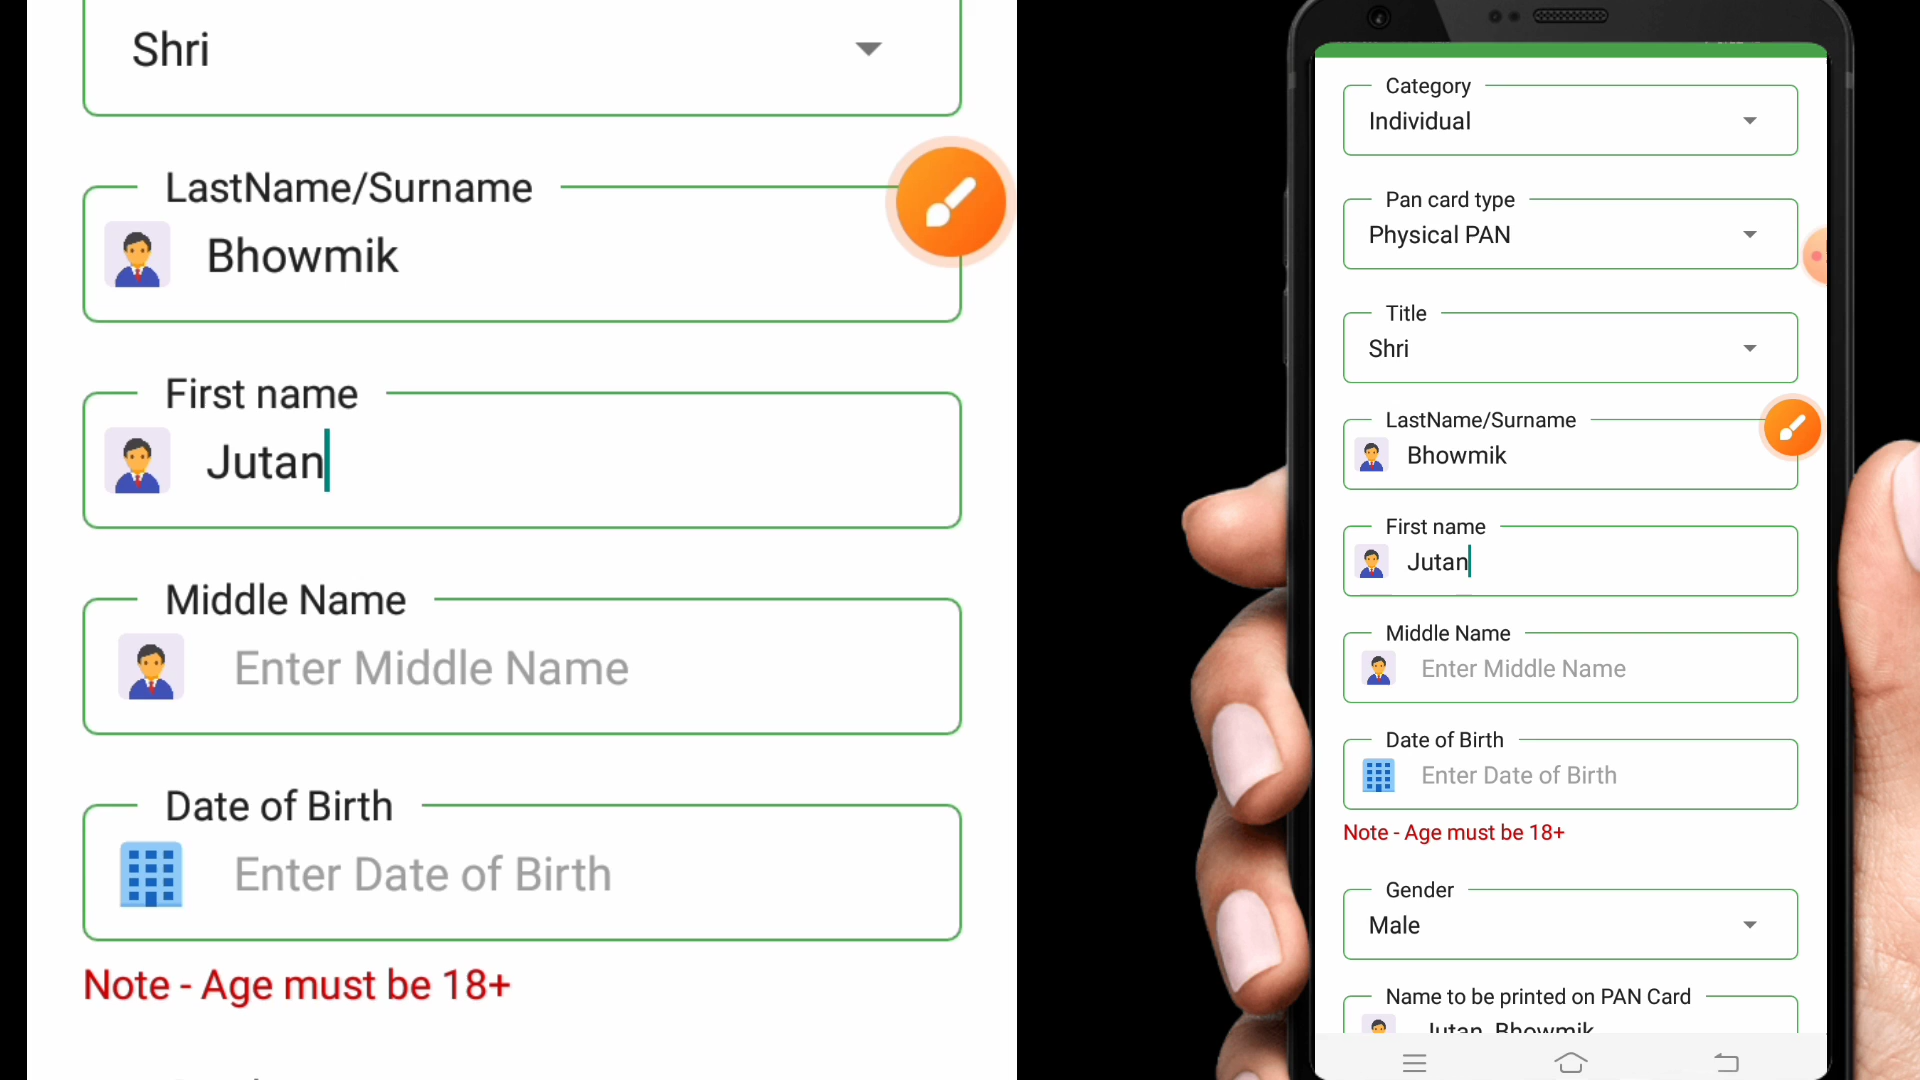 Shri
LastName/Surname
Bhowmik
First name
Jutan
Middle Name
Enter Middle Name
Date of Birth
Enter Date of Birth
Note - Age must be 18+
Category
Individual
Pan card type
Physical PAN
Title
Shri
LastName/Surname
Bhowmik
First name
Jutan
Middle Name
Enter Middle Name
Date of Birth
Enter Date of Birth
Note - Age must be 18+
Gender
Male
Name to be printed on PAN Card
Jutan Bhowmik